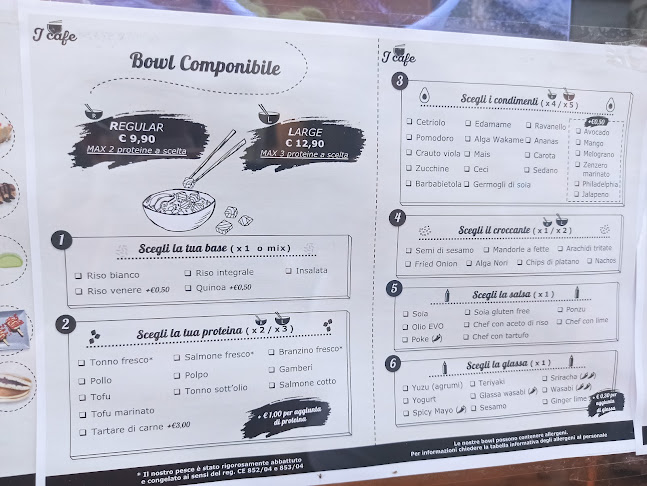 I cafe
Bowl Componibile
R
REGULAR
€ 9,90
MAX 2 proteine a scelta
L
LARGE
€ 12,90
MAX 3 proteine a scelta
1
Scegli la tua base (x 1 o mix)
Riso bianco
Riso integrale
Insalata
Riso venere +€0,50
Quinoa +€0,50
2
Scegli la tua proteina (x 2 / x 3)
Tonno fresco*
Salmone fresco*
Branzino fresco*
Pollo
Polpo
Gamberi
Tofu
Tonno sott'olio
Salmone cotto
Tofu marinato
Tartare di carne +€3,00
+ € 1,00 per aggiunta
di proteina
* Il nostro pesce è stato rigorosamente abbattuto
e congelato ai sensi del reg. CE 852/04 e 853/04
I cafe
3
Scegli i condimenti (x 4 / x 5)
Cetriolo
Edamame
Ravanello
Pomodoro
Alga Wakame
Ananas
Crauto viola
Mais
Carota
Zucchine
Ceci
Sedano
Barbabietola
Germogli di soia
+€0,50
Avocado
Mango
Melograno
Zenzero
marinato
Philadelphia
Jalapeno
4
Scegli il croccante (x 1 / x 2)
Semi di sesamo
Mandorle a fette
Arachidi tritate
Fried Onion
Alga Nori
Chips di platano
Nachos
5
Scegli la salsa (x 1)
Soia
Soia gluten free
Ponzu
Olio EVO
Chef con aceto di riso
Chef con lime
Poke
Chef con tartufo
6
Scegli la glassa (x 1)
Yuzu (agrumi)
Teriyaki
Sriracha
Yogurt
Glassa wasabi
Wasabi
Spicy Mayo
Sesamo
Ginger lime
+ € 0,30 per
aggiunta
di glassa
Le nostre bowl possono contenere allergeni.
Per informazioni chiedere la tabella informativa degli allergeni al personale